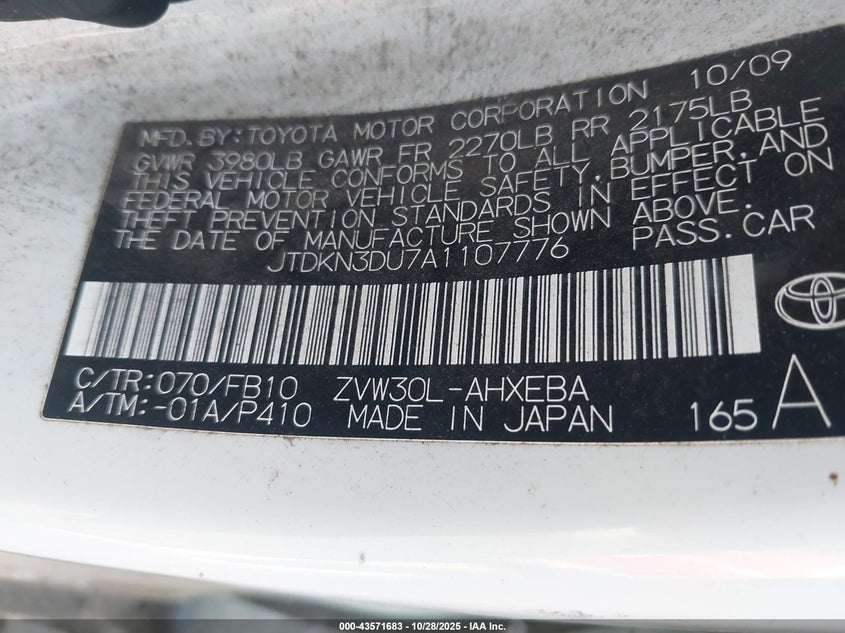 MFD. BY: TOYOTA MOTOR CORPORATION 10/09
GVWR 3980LB GAWR FR 2270LB RR 2175LB
THIS VEHICLE CONFORMS TO ALL APPLICABLE
FEDERAL MOTOR VEHICLE SAFETY, BUMPER, AND
THEFT PREVENTION STANDARDS IN EFFECT ON
THE DATE OF MANUFACTURE SHOWN ABOVE.
JTDKN3DU7A1107776 PASS. CAR
C/TR: 070/FB10 ZVW30L-AHXEBA
A/TM: -01A/P410 MADE IN JAPAN 165 A
000-43571683 | 10/28/2025 - IAA Inc.